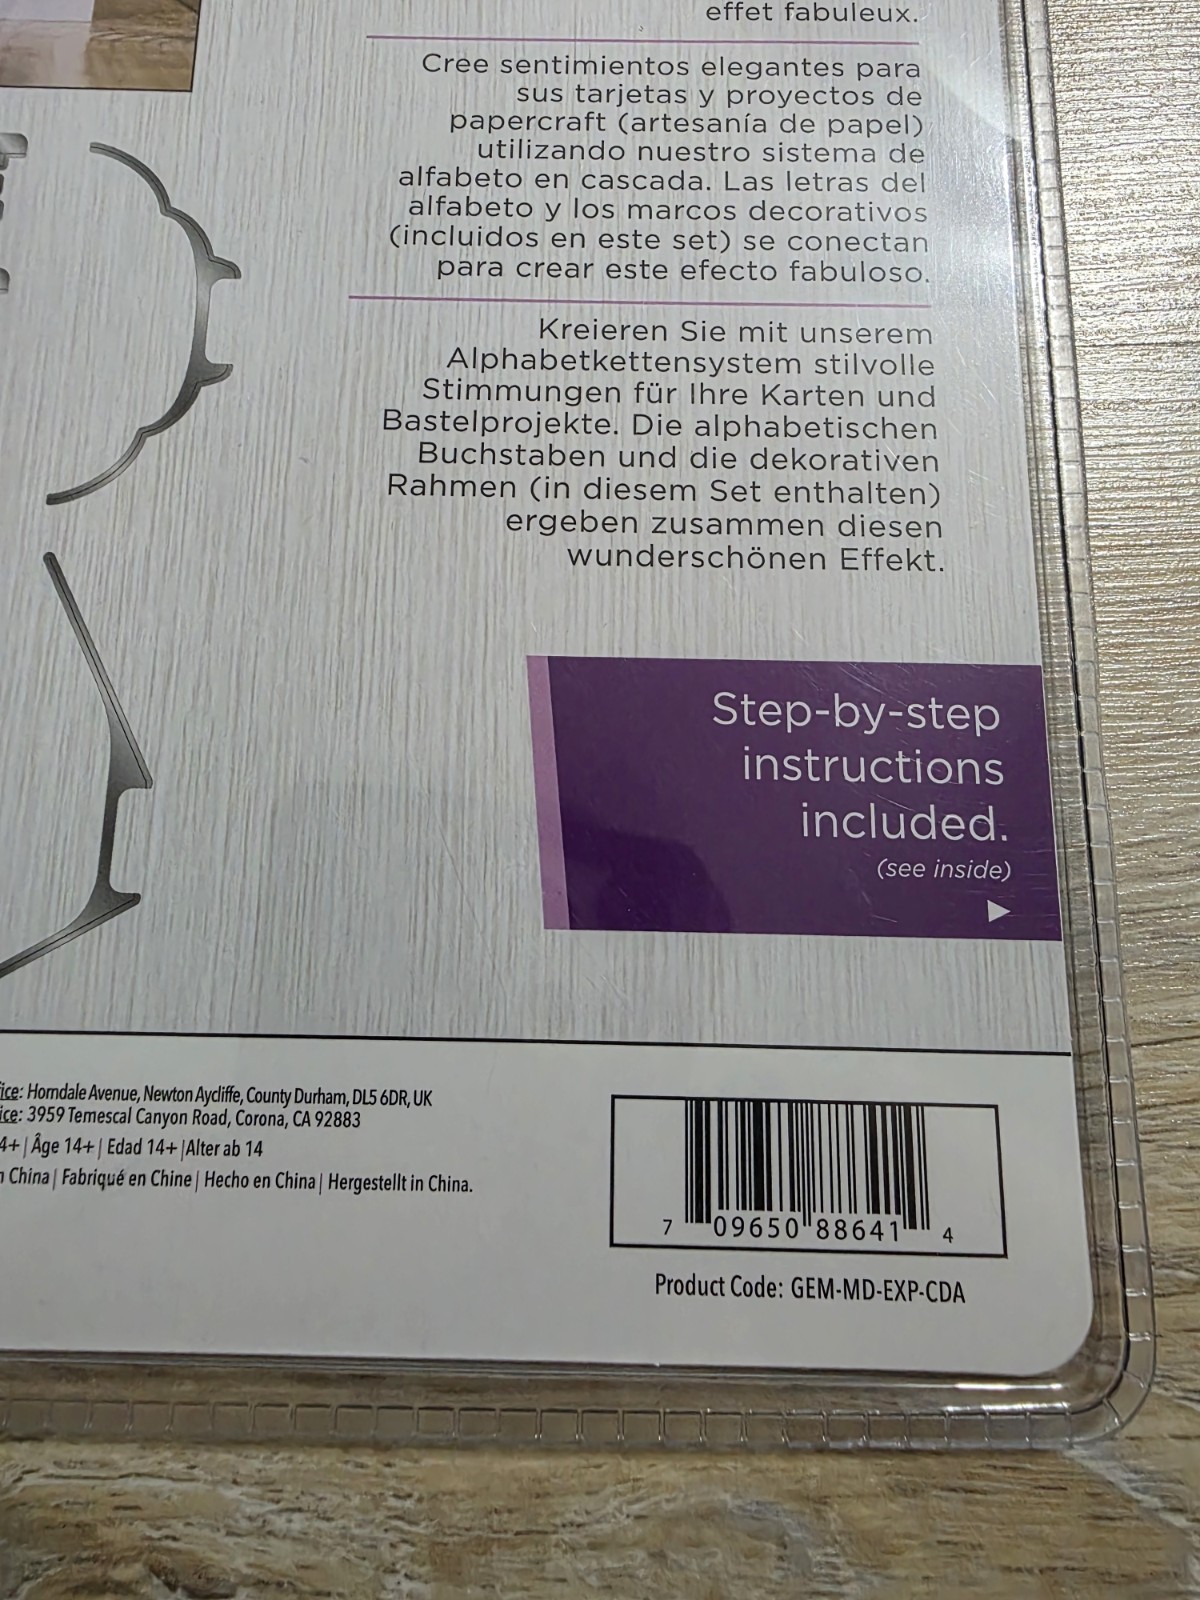 effet fabuleux.
Cree sentimientos elegantes para
sus tarjetas y proyectos de
papercraft (artesanía de papel)
utilizando nuestro sistema de
alfabeto en cascada. Las letras del
alfabeto y los marcos decorativos
(incluidos en este set) se conectan
para crear este efecto fabuloso.
Kreieren Sie mit unserem
Alphabetkettensystem stilvolle
Stimmungen für Ihre Karten und
Bastelprojekte. Die alphabetischen
Buchstaben und die dekorativen
Rahmen (in diesem Set enthalten)
ergeben zusammen diesen
wunderschönen Effekt.
Step-by-step
instructions
included.
(see inside)
ice: Horndale Avenue, Newton Aycliffe, County Durham, DL5 6DR, UK
ice: 3959 Temescal Canyon Road, Corona, CA 92883
4+ | Âge 14+ | Edad 14+ | Alter ab 14
n China | Fabriqué en Chine | Hecho en China | Hergestellt in China.
7 09650 88641 4
Product Code: GEM-MD-EXP-CDA